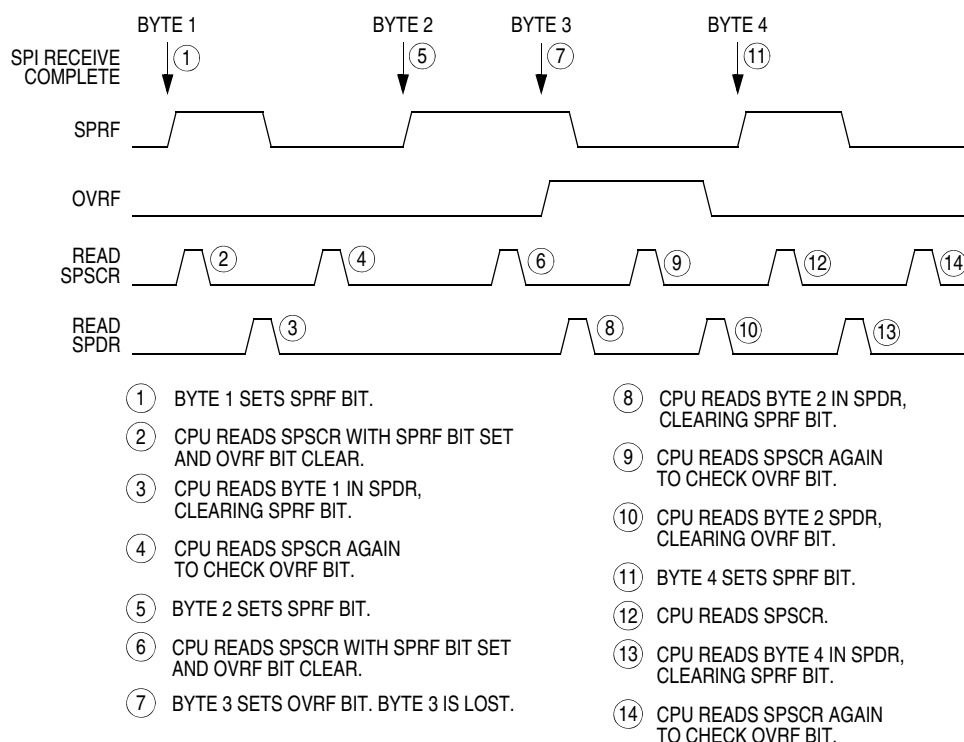 BYTE 1 BYTE 2 BYTE 3 BYTE 4
SPI RECEIVE
COMPLETE
1 5 7 11
SPRF
OVRF
READ
SPSCR
2 4 6 9 12 14
READ
SPDR
3 8 10 13
1 BYTE 1 SETS SPRF BIT.
2 CPU READS SPSCR WITH SPRF BIT SET
AND OVRF BIT CLEAR.
3 CPU READS BYTE 1 IN SPDR,
CLEARING SPRF BIT.
4 CPU READS SPSCR AGAIN
TO CHECK OVRF BIT.
5 BYTE 2 SETS SPRF BIT.
6 CPU READS SPSCR WITH SPRF BIT SET
AND OVRF BIT CLEAR.
7 BYTE 3 SETS OVRF BIT. BYTE 3 IS LOST.
8 CPU READS BYTE 2 IN SPDR,
CLEARING SPRF BIT.
9 CPU READS SPSCR AGAIN
TO CHECK OVRF BIT.
10 CPU READS BYTE 2 SPDR,
CLEARING OVRF BIT.
11 BYTE 4 SETS SPRF BIT.
12 CPU READS SPSCR.
13 CPU READS BYTE 4 IN SPDR,
CLEARING SPRF BIT.
14 CPU READS SPSCR AGAIN
TO CHECK OVRF BIT.